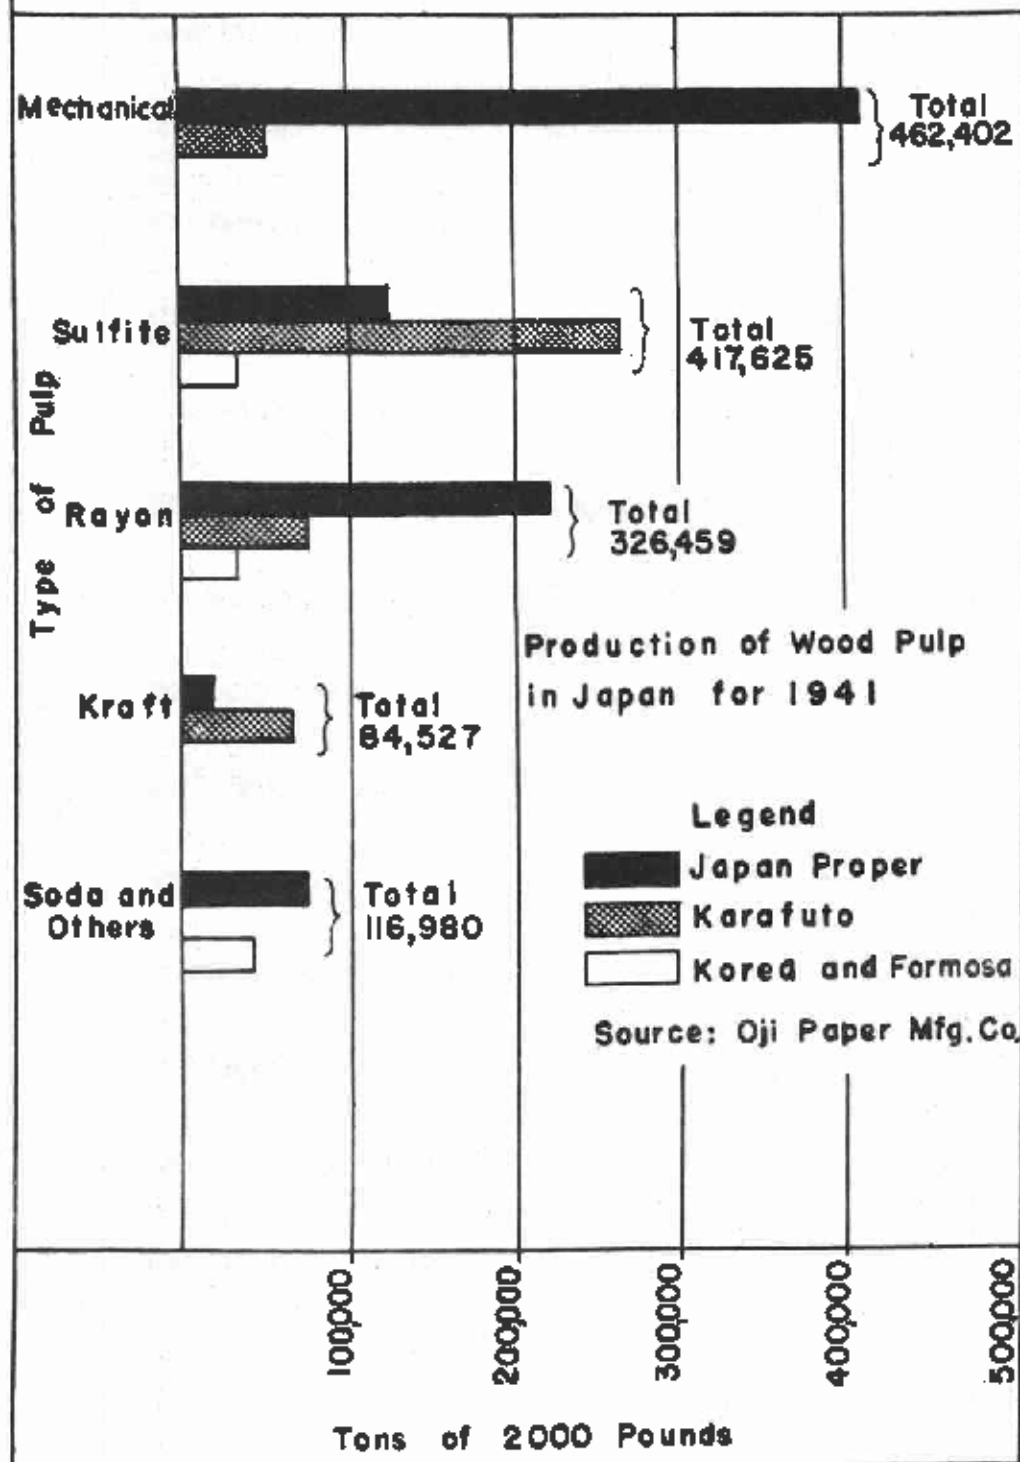 Mechanical
Total
462,402
Sulfite
Total
417,625
Type of Pulp
Rayon
Total
326,459
Production of Wood Pulp
in Japan for 1941
Kraft
Total
84,527
Legend
Japan Proper
Soda and
Others
Total
116,980
Karafuto
Korea and Formosa
Source: Oji Paper Mfg. Co.
100,000
200,000
300,000
400,000
500,000
Tons of 2000 Pounds